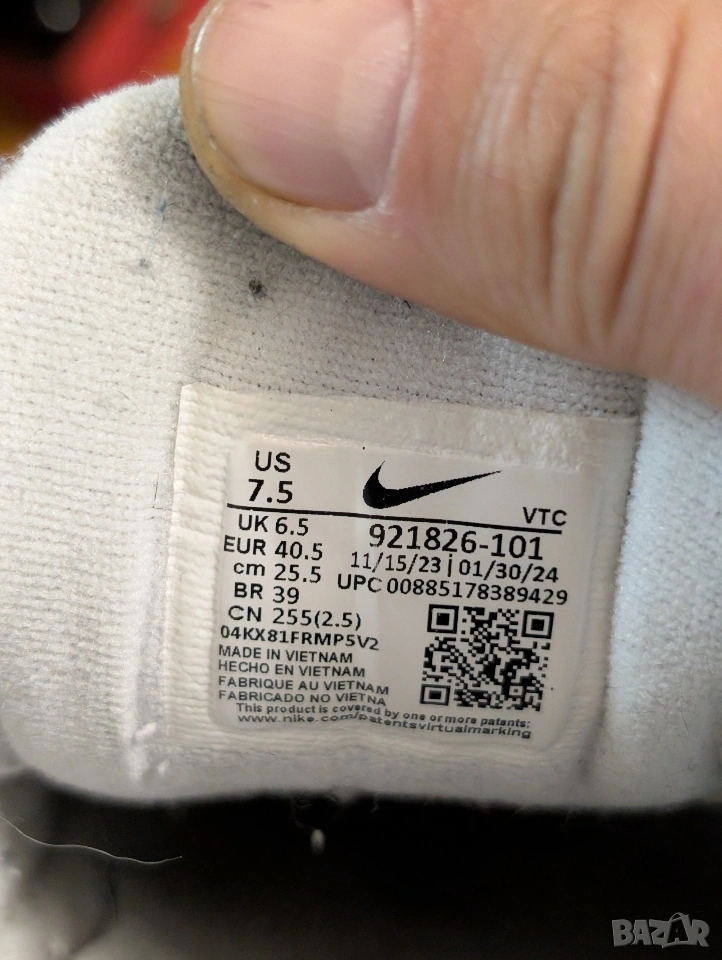 US
7.5
VTC
UK 6.5
921826-101
EUR 40.5
11/15/23 | 01/30/24
cm 25.5
UPC 00885178389429
BR 39
CN 255(2.5)
04KX81FRMP5V2
MADE IN VIETNAM
HECHO EN VIETNAM
FABRIQUE AU VIETNAM
FABRICADO NO VIETNA
This product is covered by one or more patents:
www.nike.com/patentsvirtualmarking
BAZAR